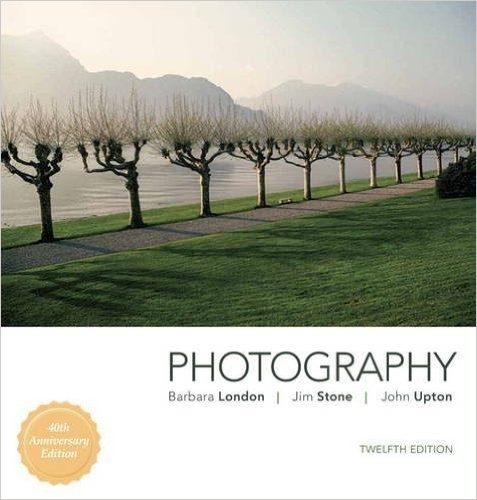 PHOTOGRAPHY
Barbara London | Jim Stone | John Upton
40th
Anniversary
Edition
TWELFTH EDITION